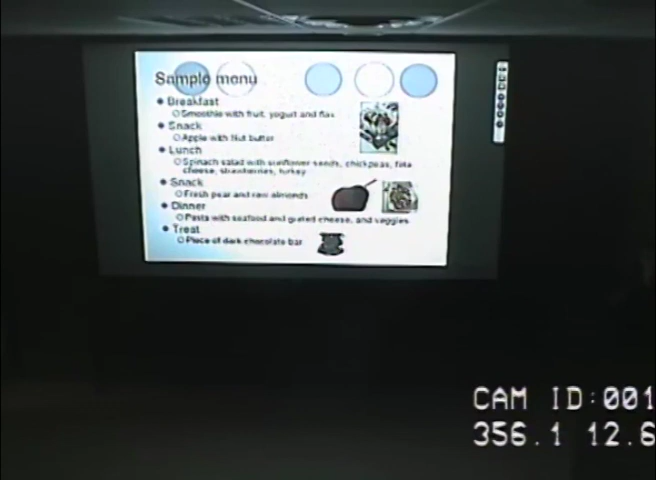 Sample menu
Breakfast
Smoothie with fruit, yogurt and flax
Snack
Apple with Nut butter
Lunch
Spinach salad with sunflower seeds, chickpeas, feta
cheese, strawberries, turkey
Snack
Fresh pear and raw almonds
Dinner
Pasta with seafood and grated cheese, and veggies
Treat
Piece of dark chocolate bar
CAM ID:001
356.1 12.6